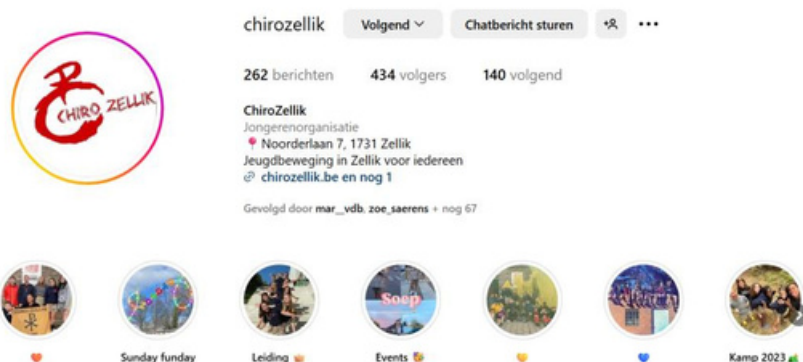 chirozellik Volgend Chatbericht sturen
262 berichten 434 volgers 140 volgend
CHIRO ZELLIK
ChiroZellik
Jongerenorganisatie
📍 Noorderlaan 7, 1731 Zellik
Jeugdbeweging in Zellik voor iedereen
chirozellik.be en nog 1
Gevolgd door mar__vdb, zoe_saerens + nog 67
Soep
❤️ Sunday funday Leiding Events 💛 💙 Kamp 2023